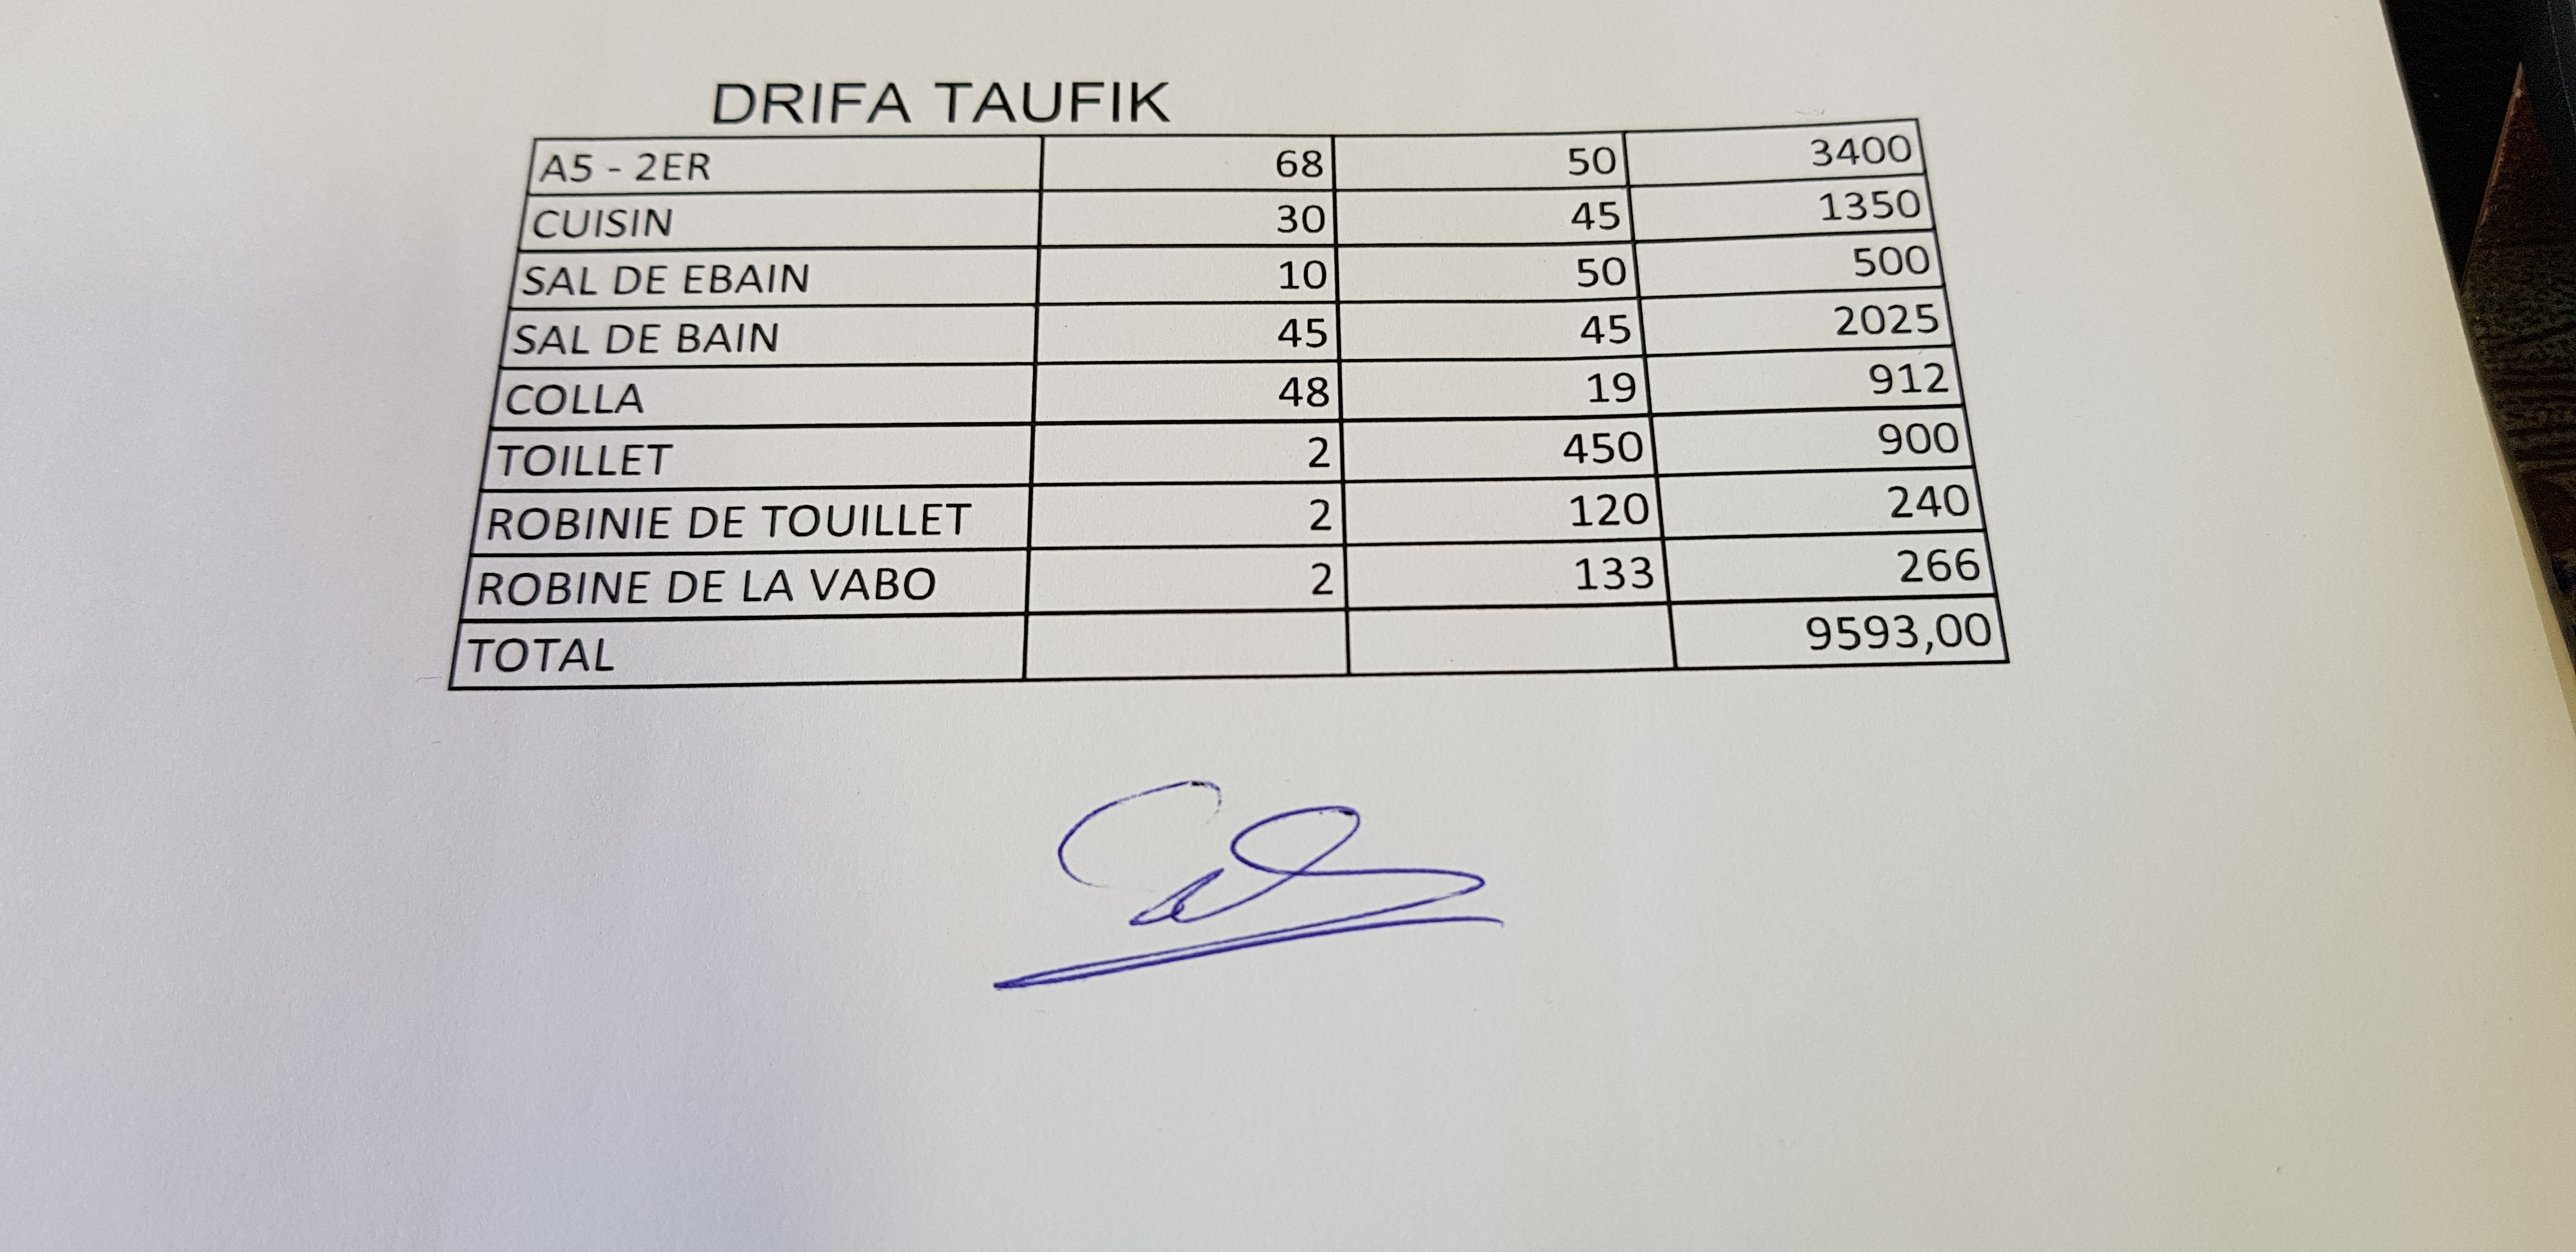 DRIFA TAUFIK
A5 - 2ER 68 50 3400
CUISIN 30 45 1350
SAL DE EBAIN 10 50 500
SAL DE BAIN 45 45 2025
COLLA 48 19 912
TOILLET 2 450 900
ROBINIE DE TOUILLET 2 120 240
ROBINE DE LA VABO 2 133 266
TOTAL 9593,00